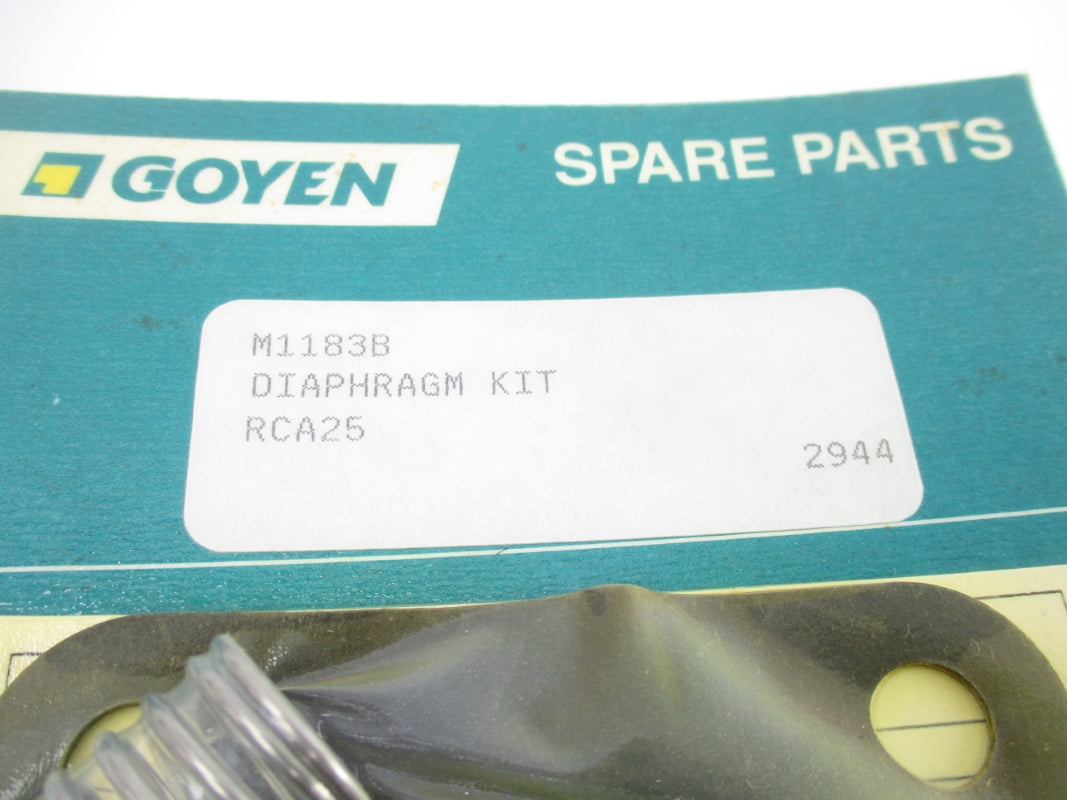 GOYEN
SPARE PARTS
M1183B
DIAPHRAGM KIT
RCA25
2944